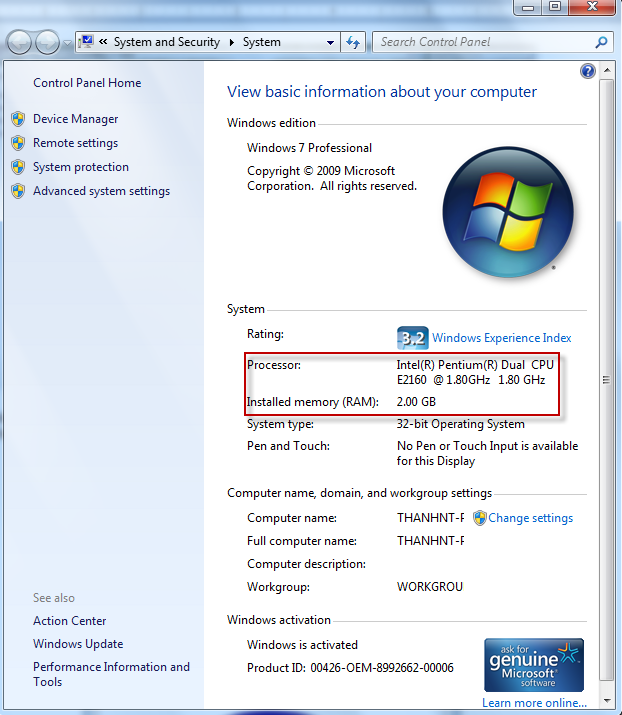 « System and Security ▸ System
Search Control Panel
Control Panel Home
Device Manager
Remote settings
System protection
Advanced system settings
View basic information about your computer
Windows edition
Windows 7 Professional
Copyright © 2009 Microsoft
Corporation. All rights reserved.
System
Rating:
3.2 Windows Experience Index
Processor:
Intel(R) Pentium(R) Dual CPU
E2160 @ 1.80GHz 1.80 GHz
Installed memory (RAM): 2.00 GB
System type: 32-bit Operating System
Pen and Touch: No Pen or Touch Input is available
for this Display
Computer name, domain, and workgroup settings
Computer name: THANHNT-F Change settings
Full computer name: THANHNT-F
Computer description:
Workgroup: WORKGROU
Windows activation
Windows is activated
Product ID: 00426-OEM-8992662-00006
ask for
genuine
Microsoft
software
Learn more online...
See also
Action Center
Windows Update
Performance Information and
Tools